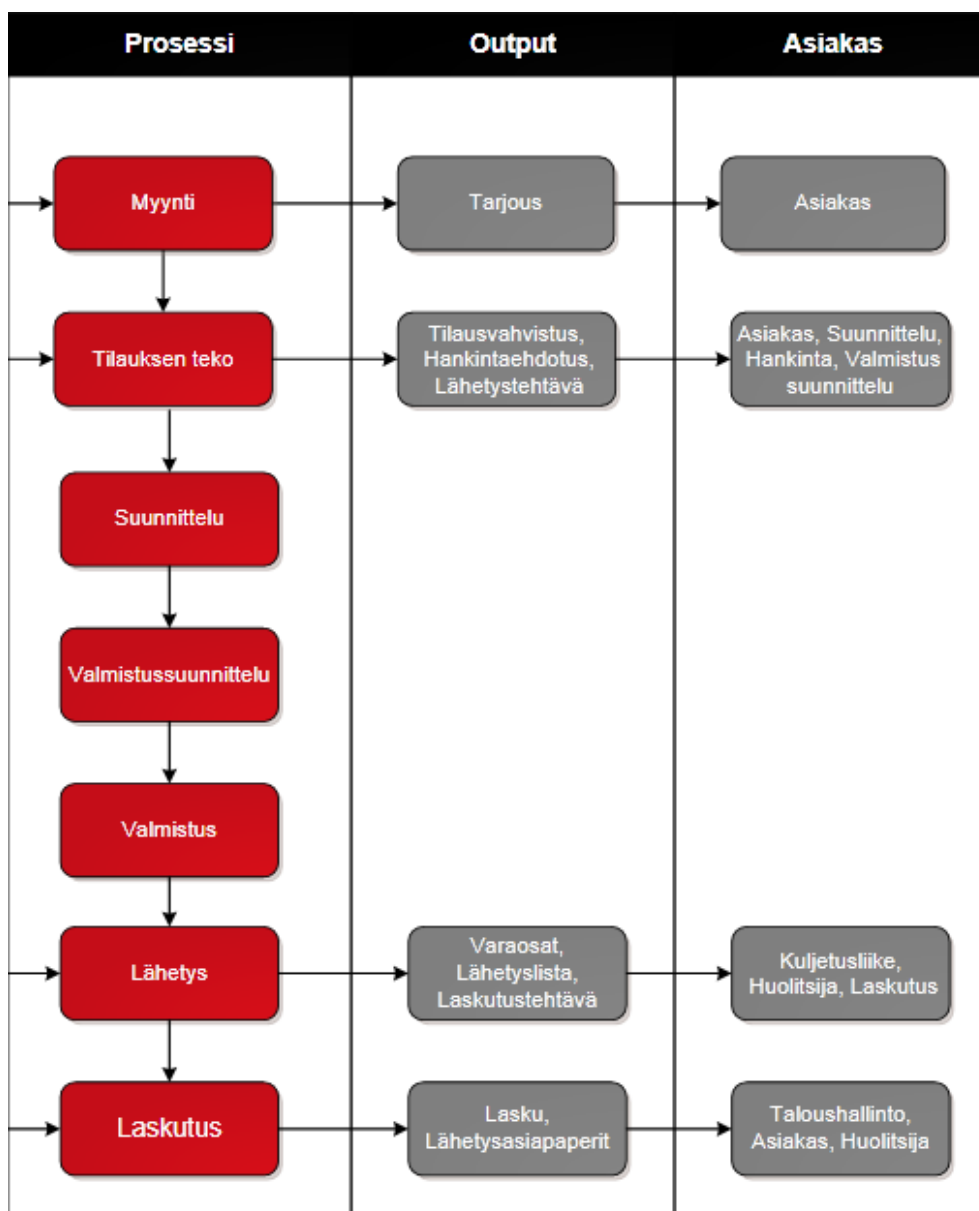 Prosessi
Output
Asiakas
Myynti
Tarjous
Asiakas
Tilauksen teko
Tilausvahvistus,
Hankintaehdotus,
Lähetystehtävä
Asiakas, Suunnittelu,
Hankinta, Valmistus
suunnittelu
Suunnittelu
Valmistussuunnittelu
Valmistus
Lähetys
Varaosat,
Lähetyslista,
Laskutustehtävä
Kuljetusliike,
Huolitsija, Laskutus
Laskutus
Lasku,
Lähetysasiapaperit
Taloushallinto,
Asiakas, Huolitsija